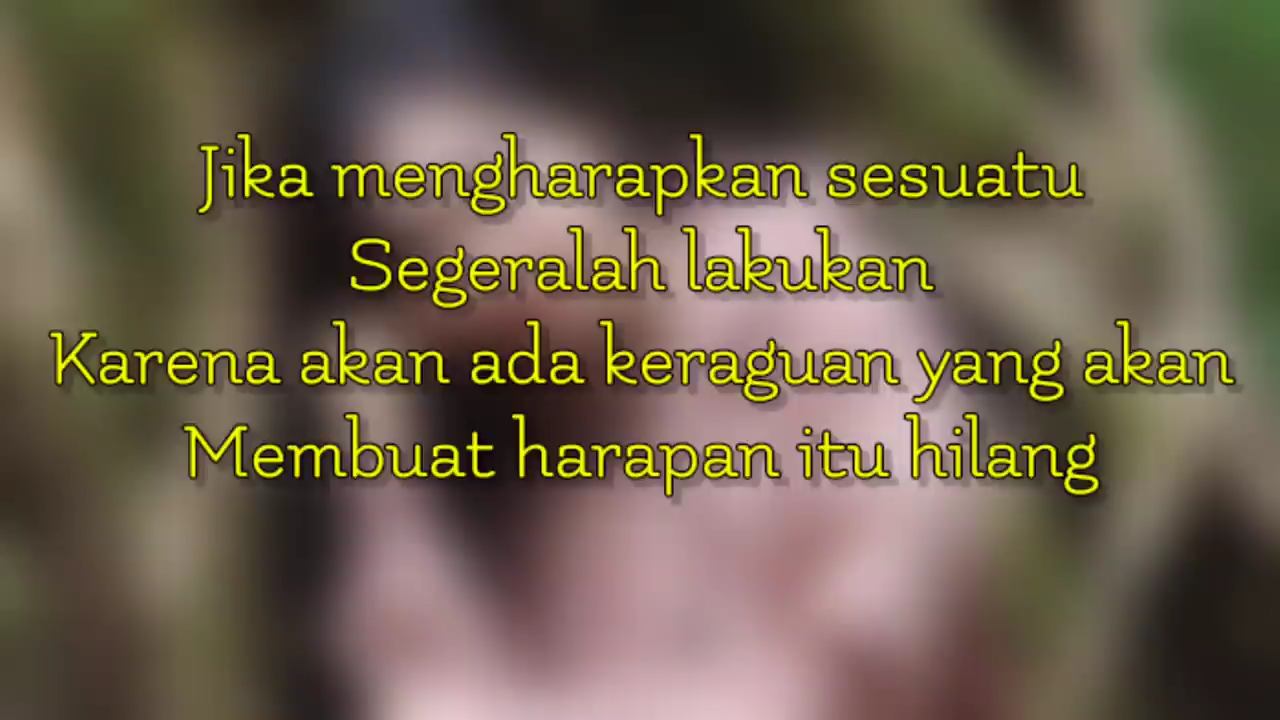 Jika mengharapkan sesuatu
Segeralah lakukan
Karena akan ada keraguan yang akan
Membuat harapan itu hilang